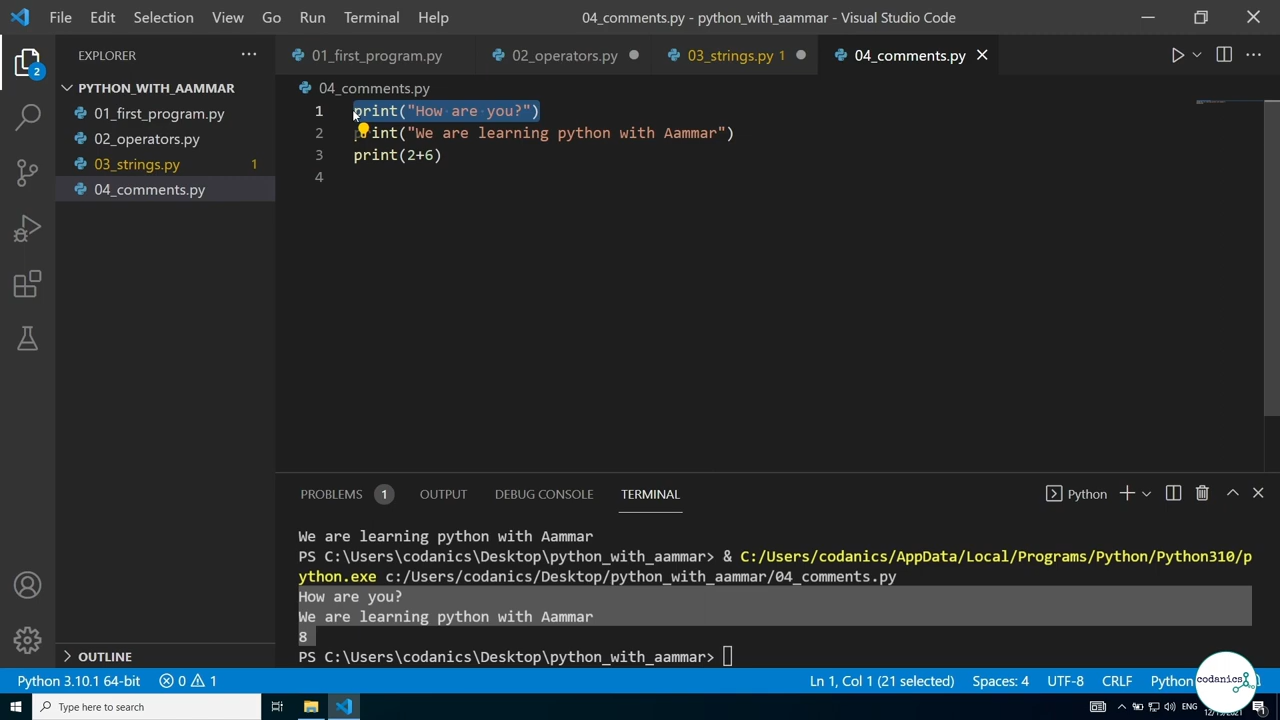 File Edit Selection View Go Run Terminal Help
04_comments.py - python_with_aammar - Visual Studio Code
2
EXPLORER
PYTHON_WITH_AAMMAR
01_first_program.py
02_operators.py
03_strings.py 1
04_comments.py
OUTLINE
01_first_program.py 02_operators.py 03_strings.py 1 04_comments.py
04_comments.py
1 print("How are you?")
2 print("We are learning python with Aammar")
3 print(2+6)
4
PROBLEMS 1 OUTPUT DEBUG CONSOLE TERMINAL
Python
We are learning python with Aammar
PS C:\Users\codanics\Desktop\python_with_aammar> & C:/Users/codanics/AppData/Local/Programs/Python/Python310/p
ython.exe c:/Users/codanics/Desktop/python_with_aammar/04_comments.py
How are you?
We are learning python with Aammar
8
PS C:\Users\codanics\Desktop\python_with_aammar>
Python 3.10.1 64-bit 0 1 Ln 1, Col 1 (21 selected) Spaces: 4 UTF-8 CRLF Python
codanics
Type here to search
ENG